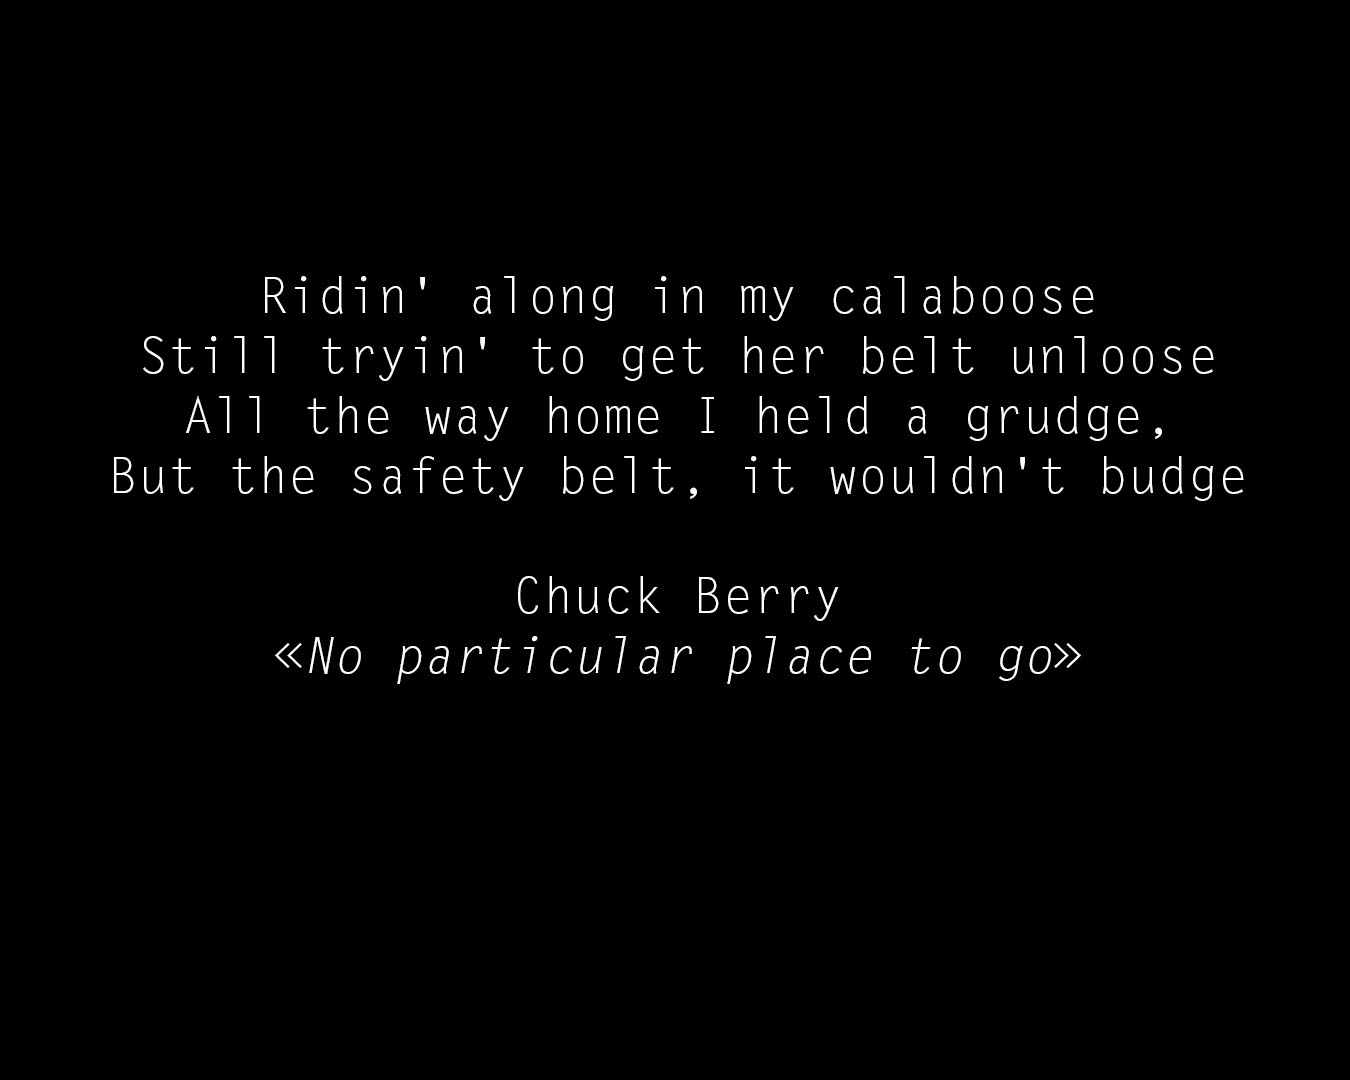 Ridin' along in my calaboose
Still tryin' to get her belt unloose
All the way home I held a grudge,
But the safety belt, it wouldn't budge
Chuck Berry
«No particular place to go»